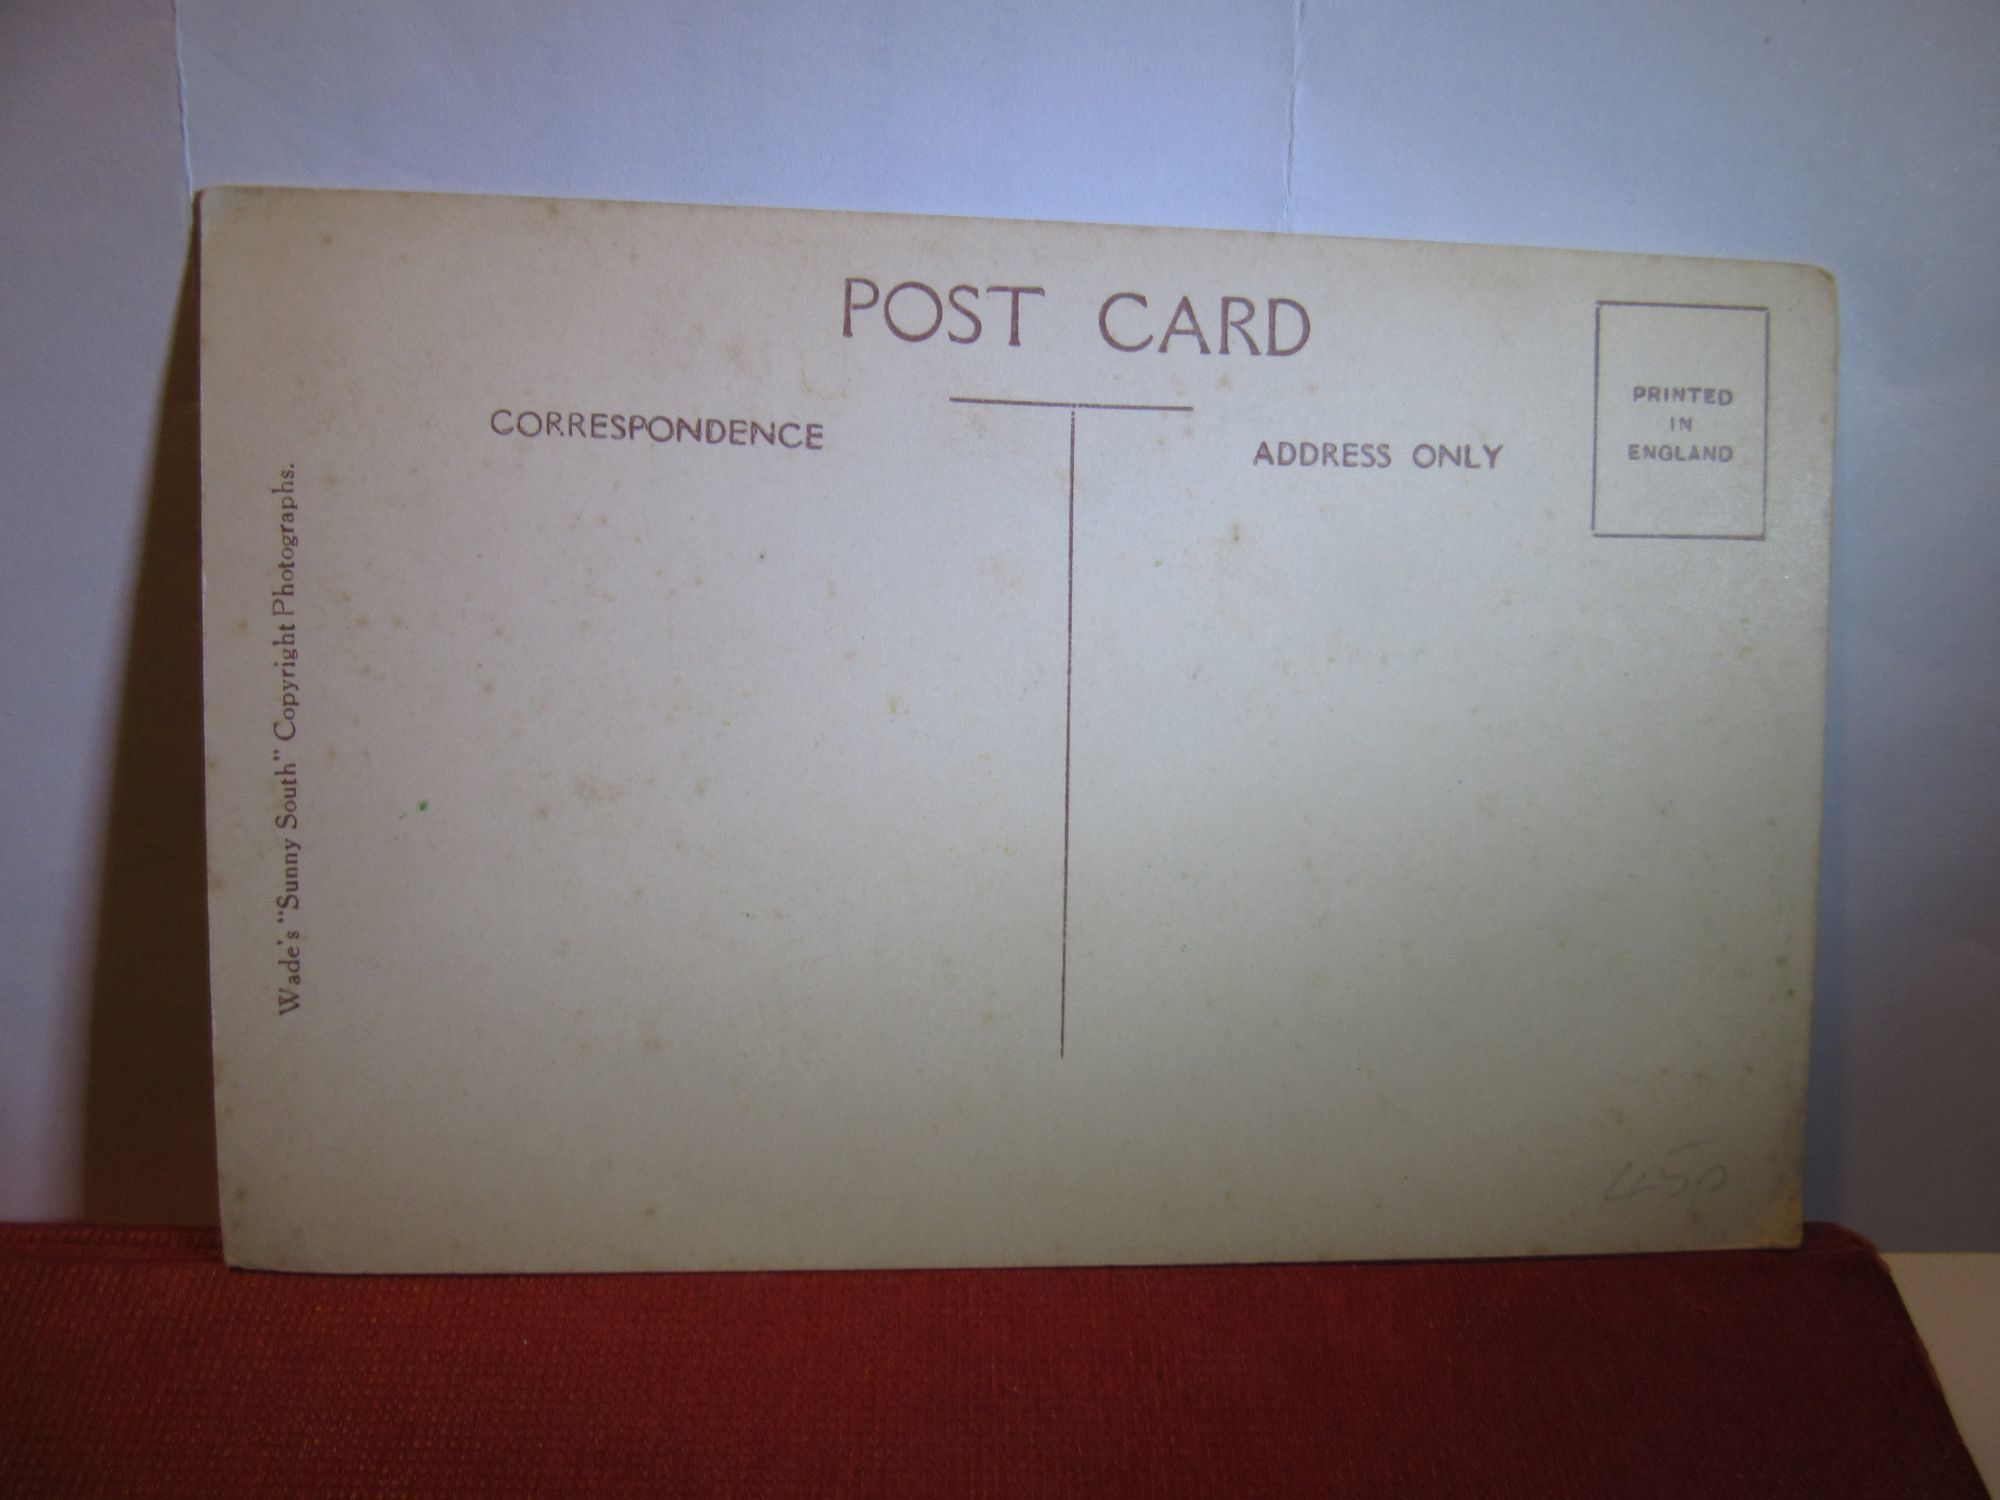 POST CARD
CORRESPONDENCE
ADDRESS ONLY
PRINTED
IN
ENGLAND
Wade's "Sunny South" Copyright Photographs.
45p